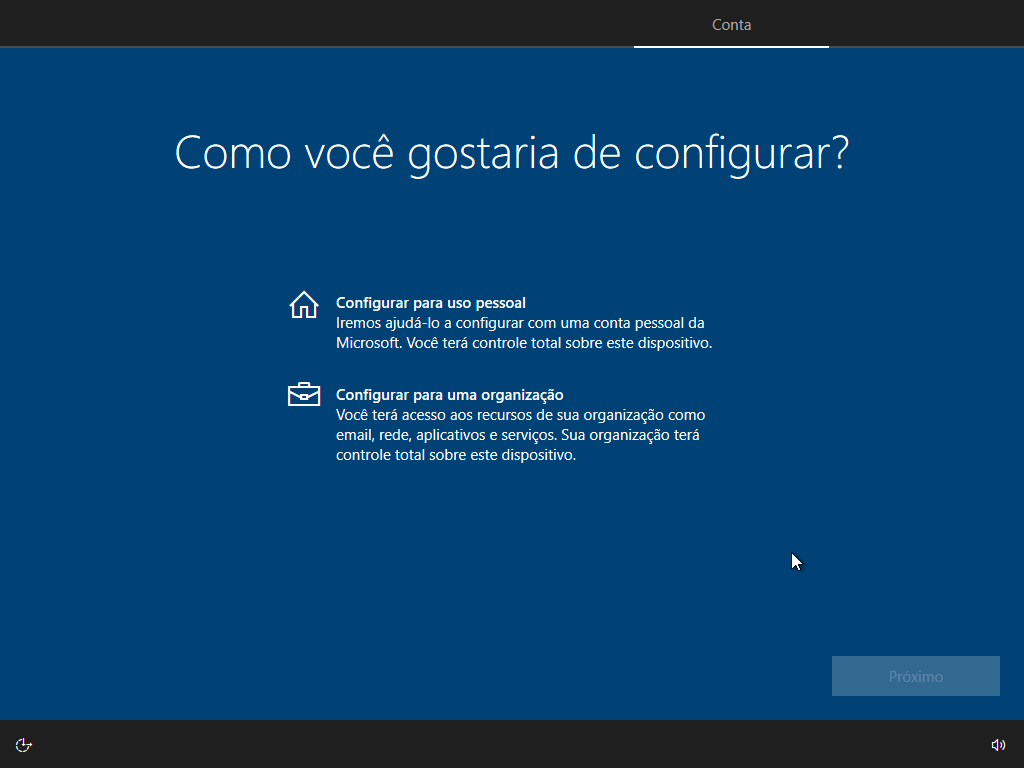 Conta
Como você gostaria de configurar?
Configurar para uso pessoal
Iremos ajudá-lo a configurar com uma conta pessoal da
Microsoft. Você terá controle total sobre este dispositivo.
Configurar para uma organização
Você terá acesso aos recursos de sua organização como
email, rede, aplicativos e serviços. Sua organização terá
controle total sobre este dispositivo.
Próximo